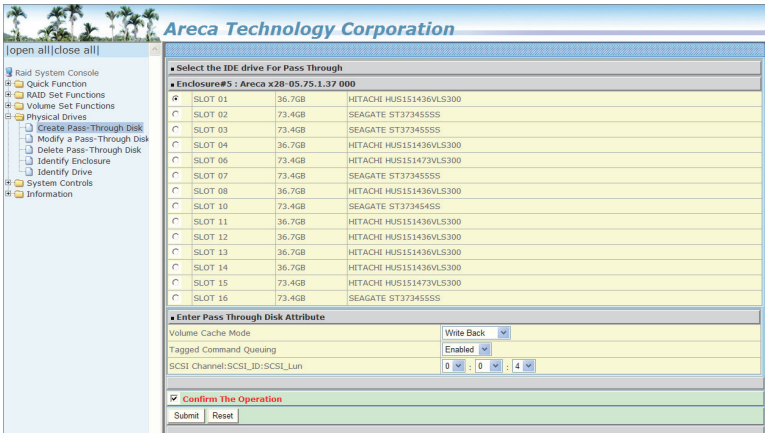 Areca Technology Corporation
|open all|close all|
Raid System Console
Quick Function
RAID Set Functions
Volume Set Functions
Physical Drives
Create Pass-Through Disk
Modify a Pass-Through Disk
Delete Pass-Through Disk
Identify Enclosure
Identify Drive
System Controls
Information
Select the IDE drive For Pass Through
Enclosure#5 : Areca x28-05.75.1.37 000
SLOT 01 36.7GB HITACHI HUS151436VLS300
SLOT 02 73.4GB SEAGATE ST373455SS
SLOT 03 73.4GB SEAGATE ST373455SS
SLOT 04 36.7GB HITACHI HUS151436VLS300
SLOT 06 73.4GB HITACHI HUS151473VLS300
SLOT 07 73.4GB SEAGATE ST373455SS
SLOT 08 36.7GB HITACHI HUS151436VLS300
SLOT 10 73.4GB SEAGATE ST373454SS
SLOT 11 36.7GB HITACHI HUS151436VLS300
SLOT 12 36.7GB HITACHI HUS151436VLS300
SLOT 13 36.7GB HITACHI HUS151436VLS300
SLOT 14 36.7GB HITACHI HUS151436VLS300
SLOT 15 73.4GB HITACHI HUS151473VLS300
SLOT 16 73.4GB SEAGATE ST373455SS
Enter Pass Through Disk Attribute
Volume Cache Mode Write Back
Tagged Command Queuing Enabled
SCSI Channel:SCSI_ID:SCSI_Lun 0 : 0 : 4
Confirm The Operation
Submit Reset